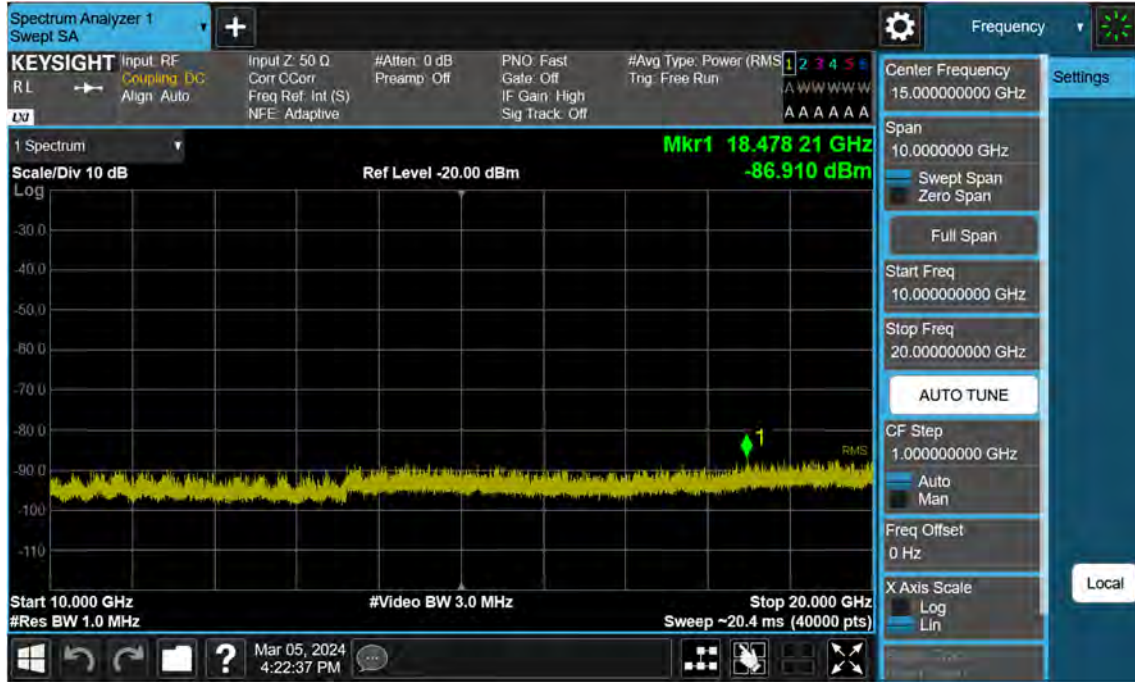 Spectrum Analyzer 1
Swept SA
+
Frequency
KEYSIGHT
RL
LXI
Input: RF
Coupling: DC
Align: Auto
Input Z: 50 Ω
Corr CCorr
Freq Ref: Int (S)
NFE: Adaptive
#Atten: 0 dB
Preamp: Off
PNO: Fast
Gate: Off
IF Gain: High
Sig Track: Off
#Avg Type: Power (RMS
Trig: Free Run
1 2 3 4 5 6
A W W W W W
A A A A A A
1 Spectrum
Scale/Div 10 dB
Log
Ref Level -20.00 dBm
Mkr1 18.478 21 GHz
-86.910 dBm
-30.0
-40.0
-50.0
-60.0
-70.0
-80.0
-90.0
-100
-110
1
RMS
Start 10.000 GHz
#Res BW 1.0 MHz
#Video BW 3.0 MHz
Stop 20.000 GHz
Sweep ~20.4 ms (40000 pts)
Center Frequency
15.000000000 GHz
Span
10.0000000 GHz
Swept Span
Zero Span
Full Span
Start Freq
10.000000000 GHz
Stop Freq
20.000000000 GHz
AUTO TUNE
CF Step
1.000000000 GHz
Auto
Man
Freq Offset
0 Hz
X Axis Scale
Log
Lin
Settings
Local
?
Mar 05, 2024
4:22:37 PM